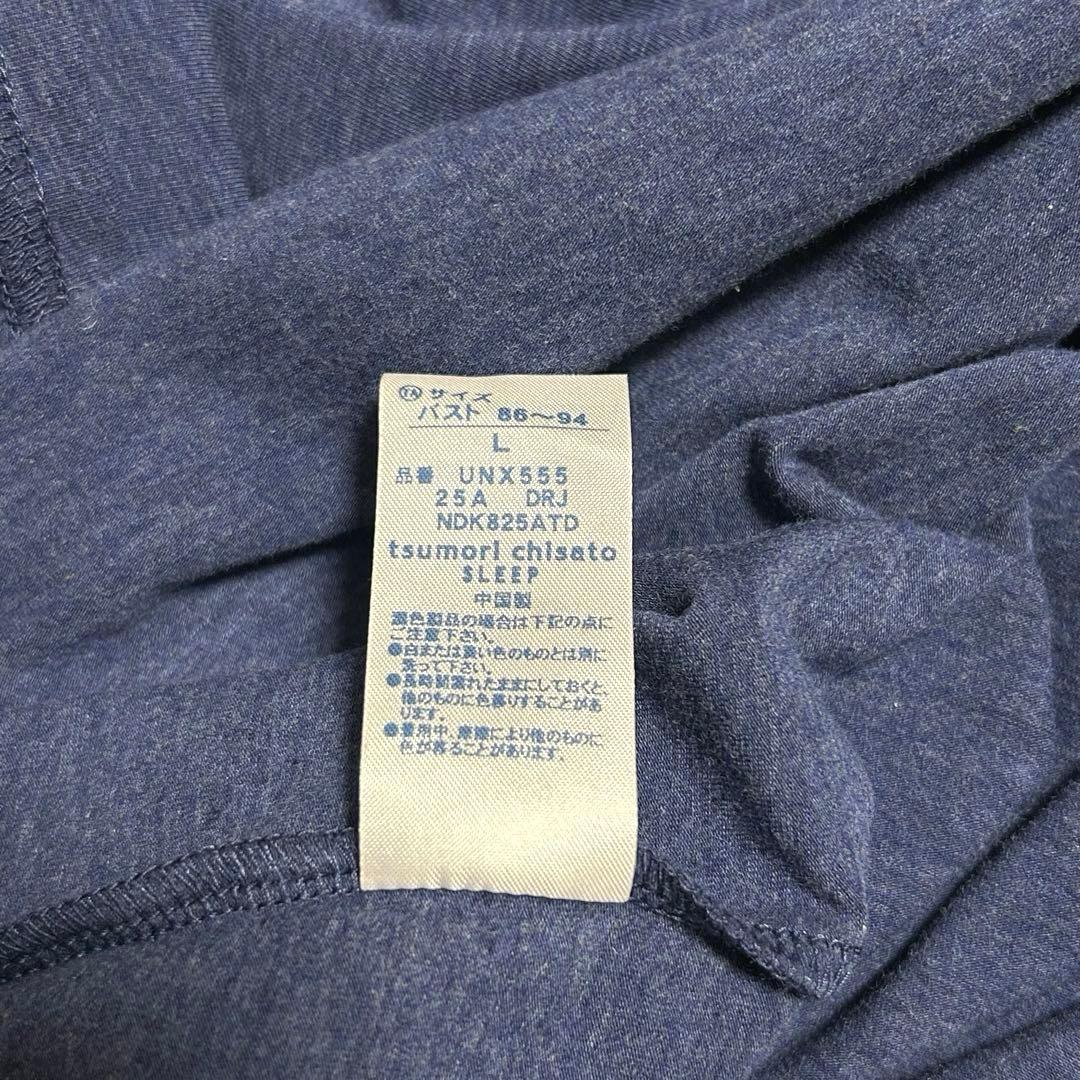 YA サイズ
バスト 86～94
L
品番 UNX555
25A DRJ
NDK825ATD
tsumori chisato
SLEEP
中国製
濃色製品の場合は下記の点に
ご注意下さい。
●白または淡い色のものとは別に
洗って下さい。
●長時間濡れたままにしておくと、
他のものに色移りすることがあ
ります。
●着用中、摩擦により他のものに
色が移ることがあります。